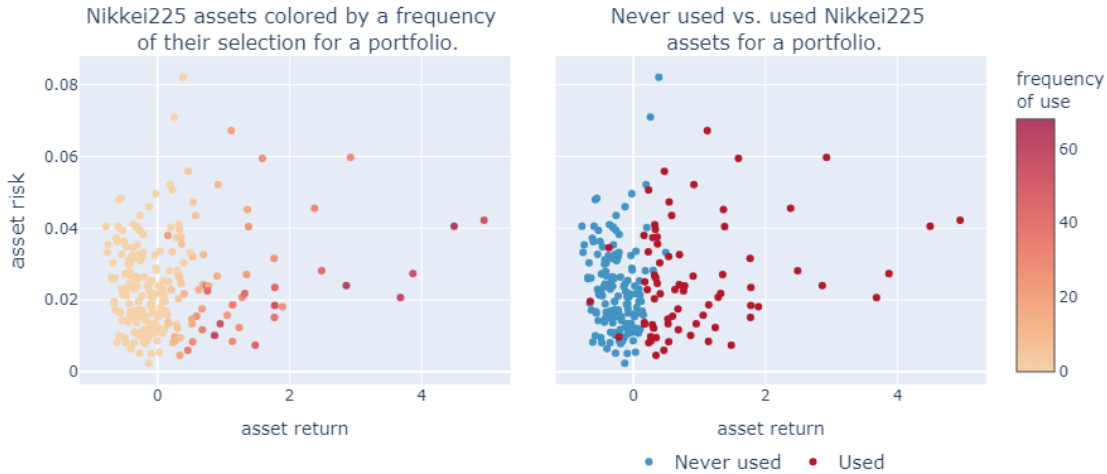 Nikkei225 assets colored by a frequency
of their selection for a portfolio.
Never used vs. used Nikkei225
assets for a portfolio.
frequency
of use
0.08
0.06
0.04
0.02
0
asset risk
60
40
20
0
0
2
4
0
2
4
asset return
asset return
Never used
Used